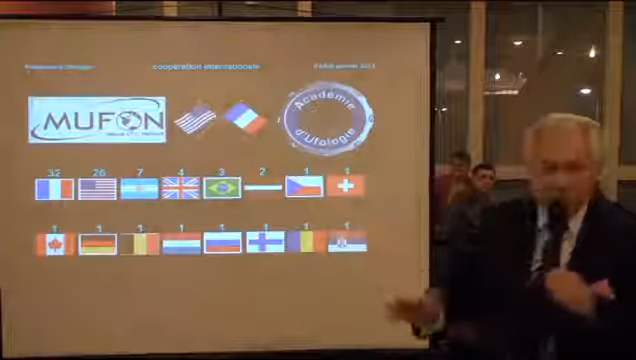 coopération internationale
MUFON
Académie
d'Ufologie
32 26 7 4 3 2 1 1
1 1 1 1 1 1 1 1